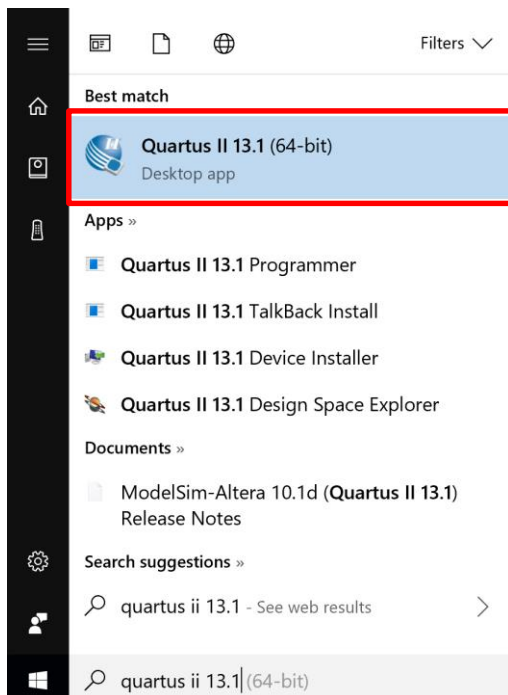 Filters
Best match
Quartus II 13.1 (64-bit)
Desktop app
Apps »
Quartus II 13.1 Programmer
Quartus II 13.1 TalkBack Install
Quartus II 13.1 Device Installer
Quartus II 13.1 Design Space Explorer
Documents »
ModelSim-Altera 10.1d (Quartus II 13.1)
Release Notes
Search suggestions »
quartus ii 13.1 - See web results
quartus ii 13.1 (64-bit)